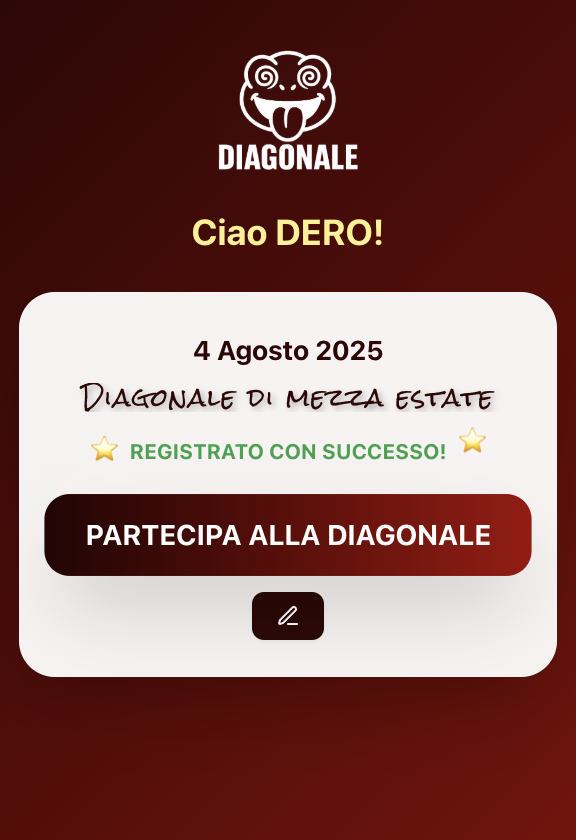 DIAGONALE
Ciao DERO!
4 Agosto 2025
Diagonale di mezza estate
REGISTRATO CON SUCCESSO!
PARTECIPA ALLA DIAGONALE